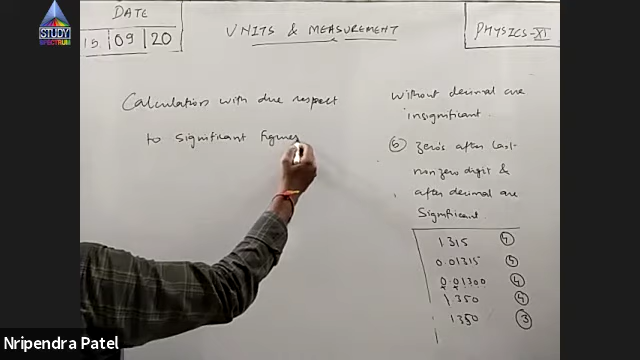 STUDY
SPECTRUM
DATE
15 09 20
UNITS & MEASUREMENT
PHYSICS-XI
Calculation with due respect
to significant figures
without decimal are
insignificant.
⑥ Zero's after last
non zero digit &
after decimal are
Significant
1.315 ④
0.01315 ④
0.01300 ④
1.350 ④
1350 ③
Nripendra Patel